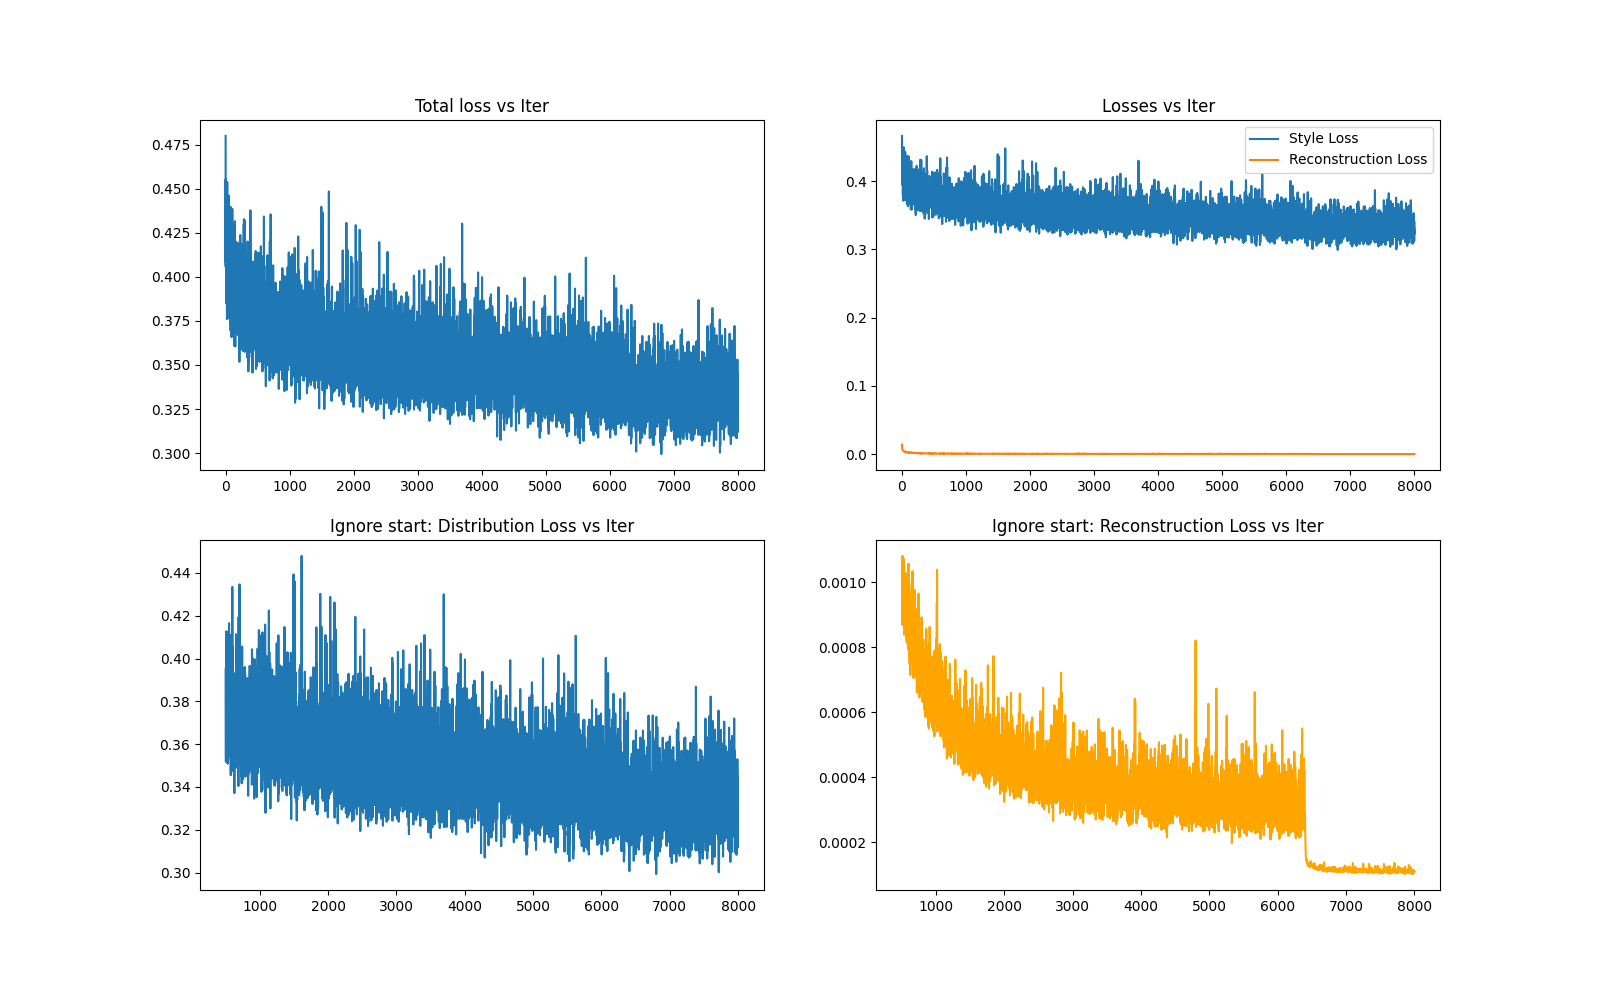 Total loss vs Iter
0.475
0.450
0.425
0.400
0.375
0.350
0.325
0.300
0 1000 2000 3000 4000 5000 6000 7000 8000
Losses vs Iter
Style Loss
Reconstruction Loss
0.4
0.3
0.2
0.1
0.0
0 1000 2000 3000 4000 5000 6000 7000 8000
Ignore start: Distribution Loss vs Iter
0.44
0.42
0.40
0.38
0.36
0.34
0.32
0.30
1000 2000 3000 4000 5000 6000 7000 8000
Ignore start: Reconstruction Loss vs Iter
0.0010
0.0008
0.0006
0.0004
0.0002
1000 2000 3000 4000 5000 6000 7000 8000